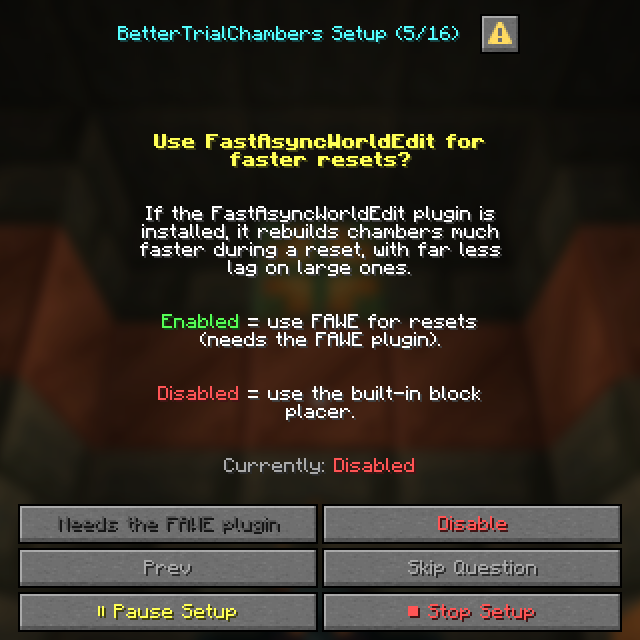 BetterTrialChambers Setup (5/16)
Use FastAsyncWorldEdit for
faster resets?
If the FastAsyncWorldEdit plugin is
installed, it rebuilds chambers much
faster during a reset, with far less
lag on large ones.
Enabled = use FAWE for resets
(needs the FAWE plugin).
Disabled = use the built-in block
placer.
Currently: Disabled
Needs the FAWE plugin
Disable
Prev
Skip Question
⏸ Pause Setup
■ Stop Setup